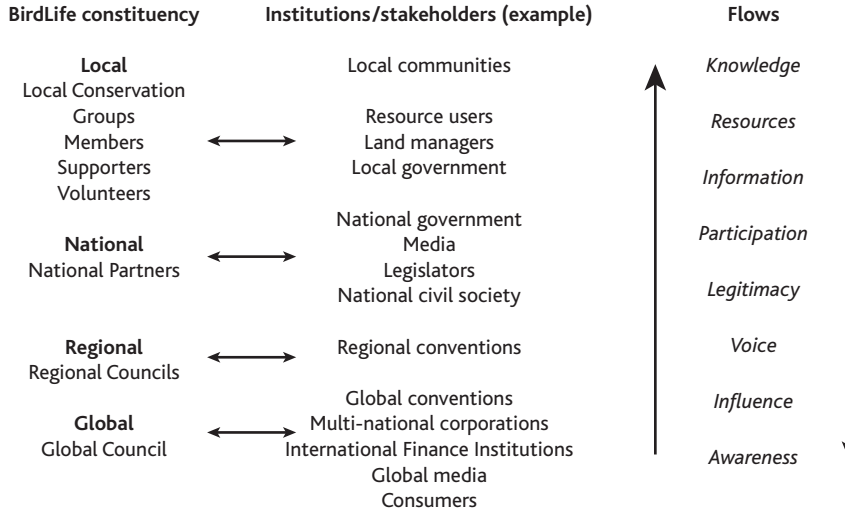 BirdLife constituency
Institutions/stakeholders (example)
Flows
Local
Local Conservation
Groups
Members
Supporters
Volunteers
Local communities
Resource users
Land managers
Local government
National
National Partners
National government
Media
Legislators
National civil society
Regional
Regional Councils
Regional conventions
Global
Global Council
Global conventions
Multi-national corporations
International Finance Institutions
Global media
Consumers
Knowledge
Resources
Information
Participation
Legitimacy
Voice
Influence
Awareness